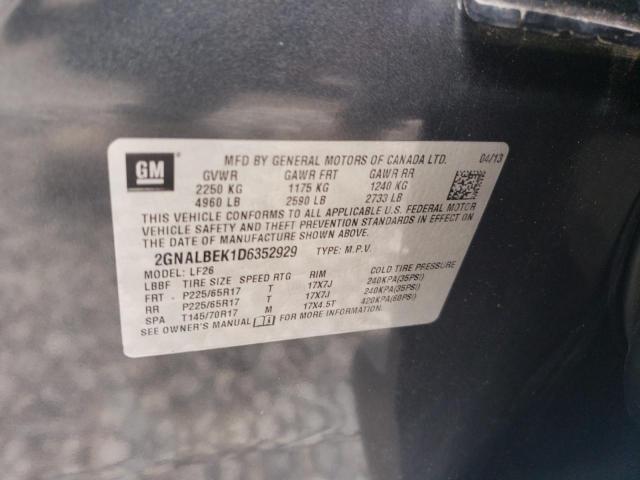 GM
MFD BY GENERAL MOTORS OF CANADA LTD. 04/13
GVWR GAWR FRT GAWR RR
2250 KG 1175 KG 1240 KG
4960 LB 2590 LB 2733 LB
THIS VEHICLE CONFORMS TO ALL APPLICABLE U.S. FEDERAL MOTOR
VEHICLE SAFETY, BUMPER, AND THEFT PREVENTION STANDARDS IN EFFECT ON
THE DATE OF MANUFACTURE SHOWN ABOVE.
2GNALBEK1D6352929 TYPE: M.P.V.
MODEL: LF26
LBBF TIRE SIZE SPEED RTG RIM COLD TIRE PRESSURE
FRT - P225/65R17 T 17X7J 240KPA(35PSI)
RR - P225/65R17 T 17X7J 240KPA(35PSI)
SPA T145/70R17 M 17X4.5T 420KPA(60PSI)
SEE OWNER'S MANUAL FOR MORE INFORMATION.